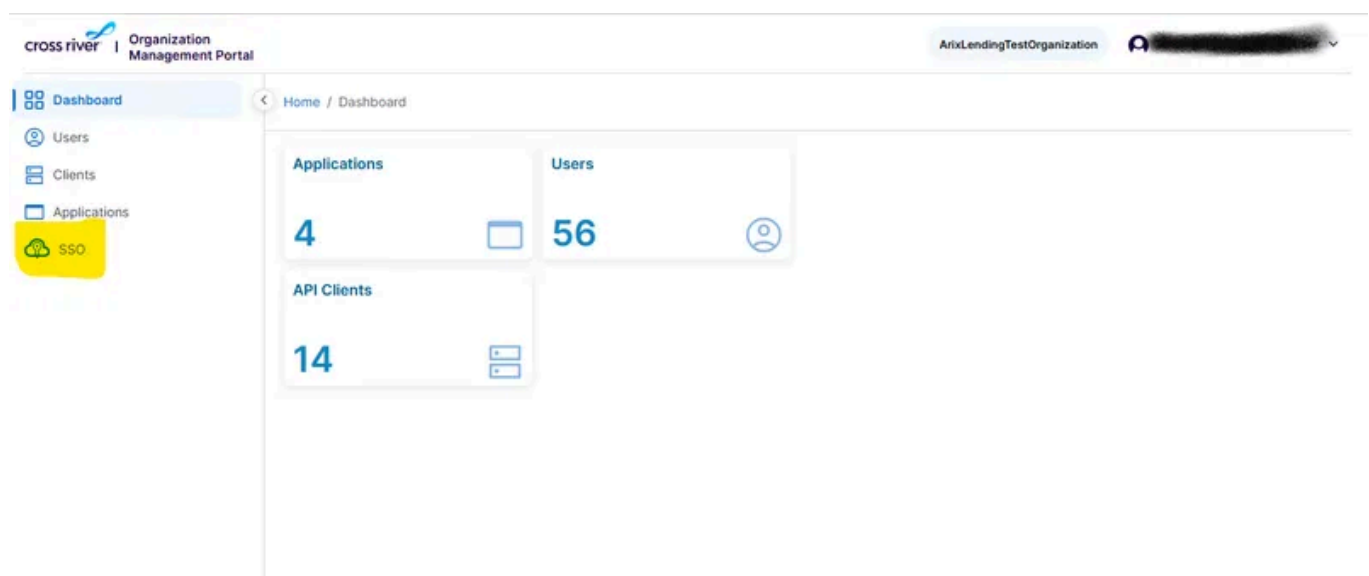 cross river | Organization
Management Portal
ArixLendingTestOrganization
Dashboard
Users
Clients
Applications
SSO
Home / Dashboard
Applications
4
Users
56
API Clients
14